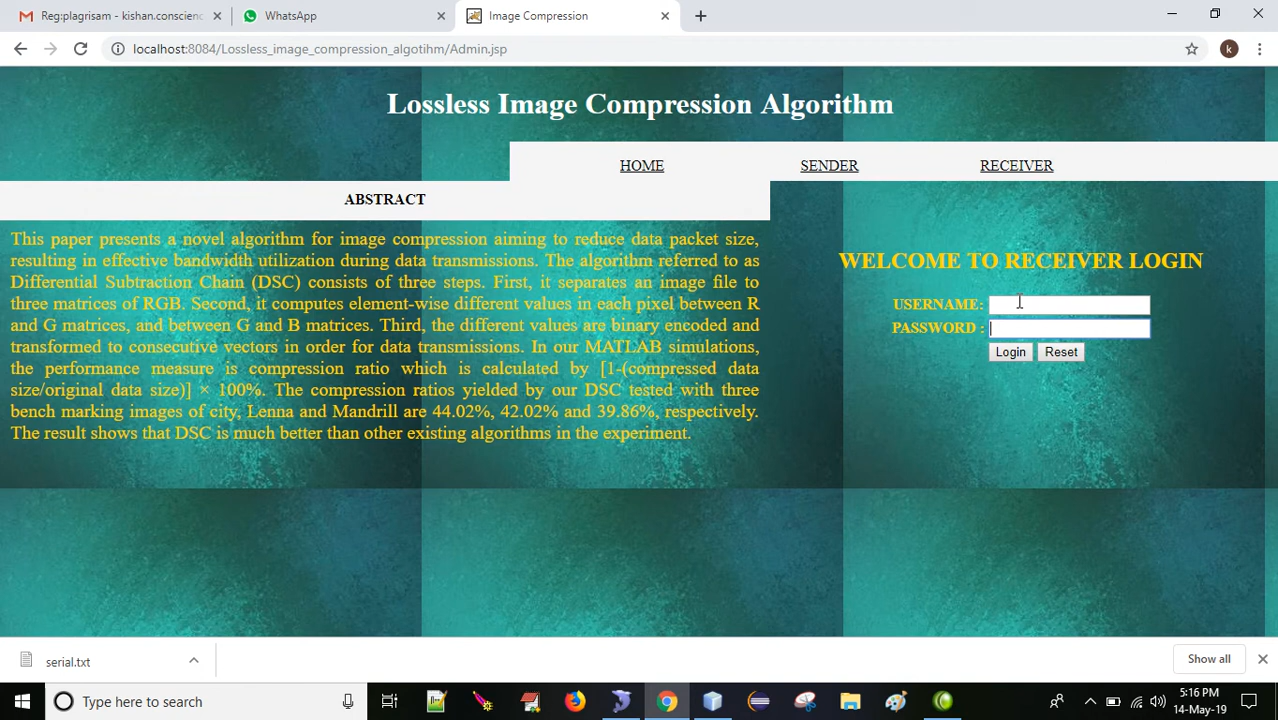 Reg:plagrisam - kishan.conscienc
WhatsApp
Image Compression
localhost:8084/Lossless_image_compression_algotihm/Admin.jsp
k
Lossless Image Compression Algorithm
HOME SENDER RECEIVER
ABSTRACT
This paper presents a novel algorithm for image compression aiming to reduce data packet size,
resulting in effective bandwidth utilization during data transmissions. The algorithm referred to as
Differential Subtraction Chain (DSC) consists of three steps. First, it separates an image file to
three matrices of RGB. Second, it computes element-wise different values in each pixel between R
and G matrices, and between G and B matrices. Third, the different values are binary encoded and
transformed to consecutive vectors in order for data transmissions. In our MATLAB simulations,
the performance measure is compression ratio which is calculated by [1-(compressed data
size/original data size)] × 100%. The compression ratios yielded by our DSC tested with three
bench marking images of city, Lenna and Mandrill are 44.02%, 42.02% and 39.86%, respectively.
The result shows that DSC is much better than other existing algorithms in the experiment.
WELCOME TO RECEIVER LOGIN
USERNAME:
PASSWORD :
Login Reset
serial.txt
Show all
Type here to search
5:16 PM
14-May-19